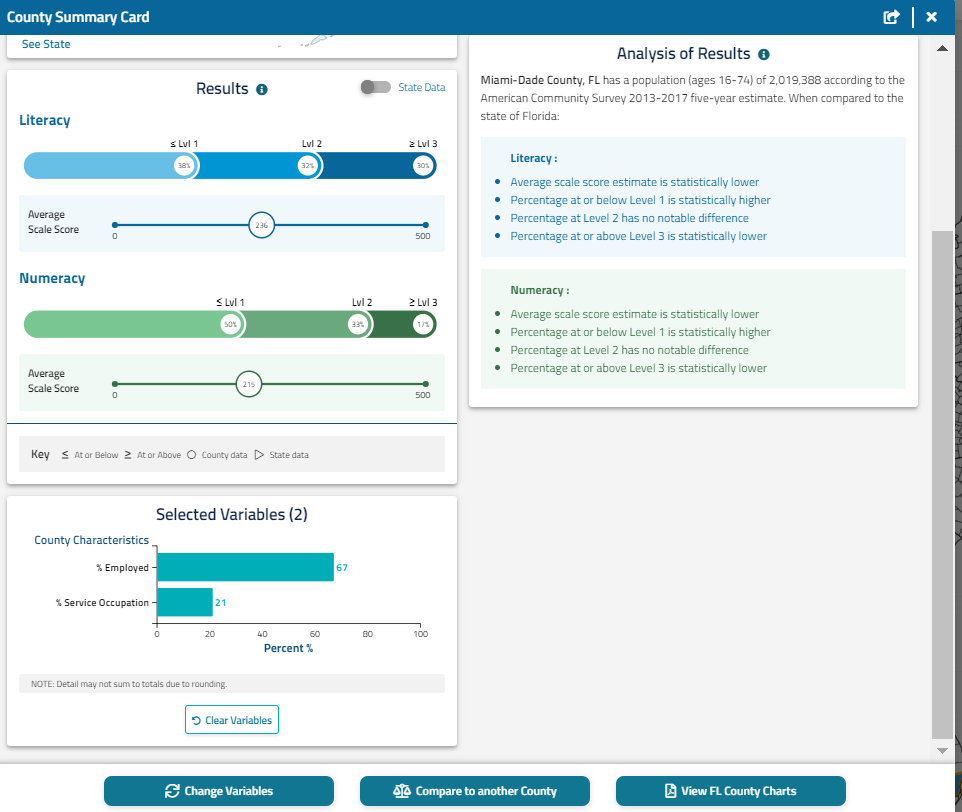 County Summary Card
See State
Results
State Data
Literacy
≤ Lvl 1
Lvl 2
≥ Lvl 3
38%
32%
30%
Average
Scale Score
236
0
500
Numeracy
≤ Lvl 1
Lvl 2
≥ Lvl 3
50%
33%
17%
Average
Scale Score
215
0
500
Key ≤ At or Below ≥ At or Above County data State data
Selected Variables (2)
County Characteristics
% Employed
67
% Service Occupation
21
0 20 40 60 80 100
Percent %
NOTE: Detail may not sum to totals due to rounding.
Clear Variables
Analysis of Results
Miami-Dade County, FL has a population (ages 16-74) of 2,019,388 according to the
American Community Survey 2013-2017 five-year estimate. When compared to the
state of Florida:
Literacy :
Average scale score estimate is statistically lower
Percentage at or below Level 1 is statistically higher
Percentage at Level 2 has no notable difference
Percentage at or above Level 3 is statistically lower
Numeracy :
Average scale score estimate is statistically lower
Percentage at or below Level 1 is statistically higher
Percentage at Level 2 has no notable difference
Percentage at or above Level 3 is statistically lower
Change Variables
Compare to another County
View FL County Charts